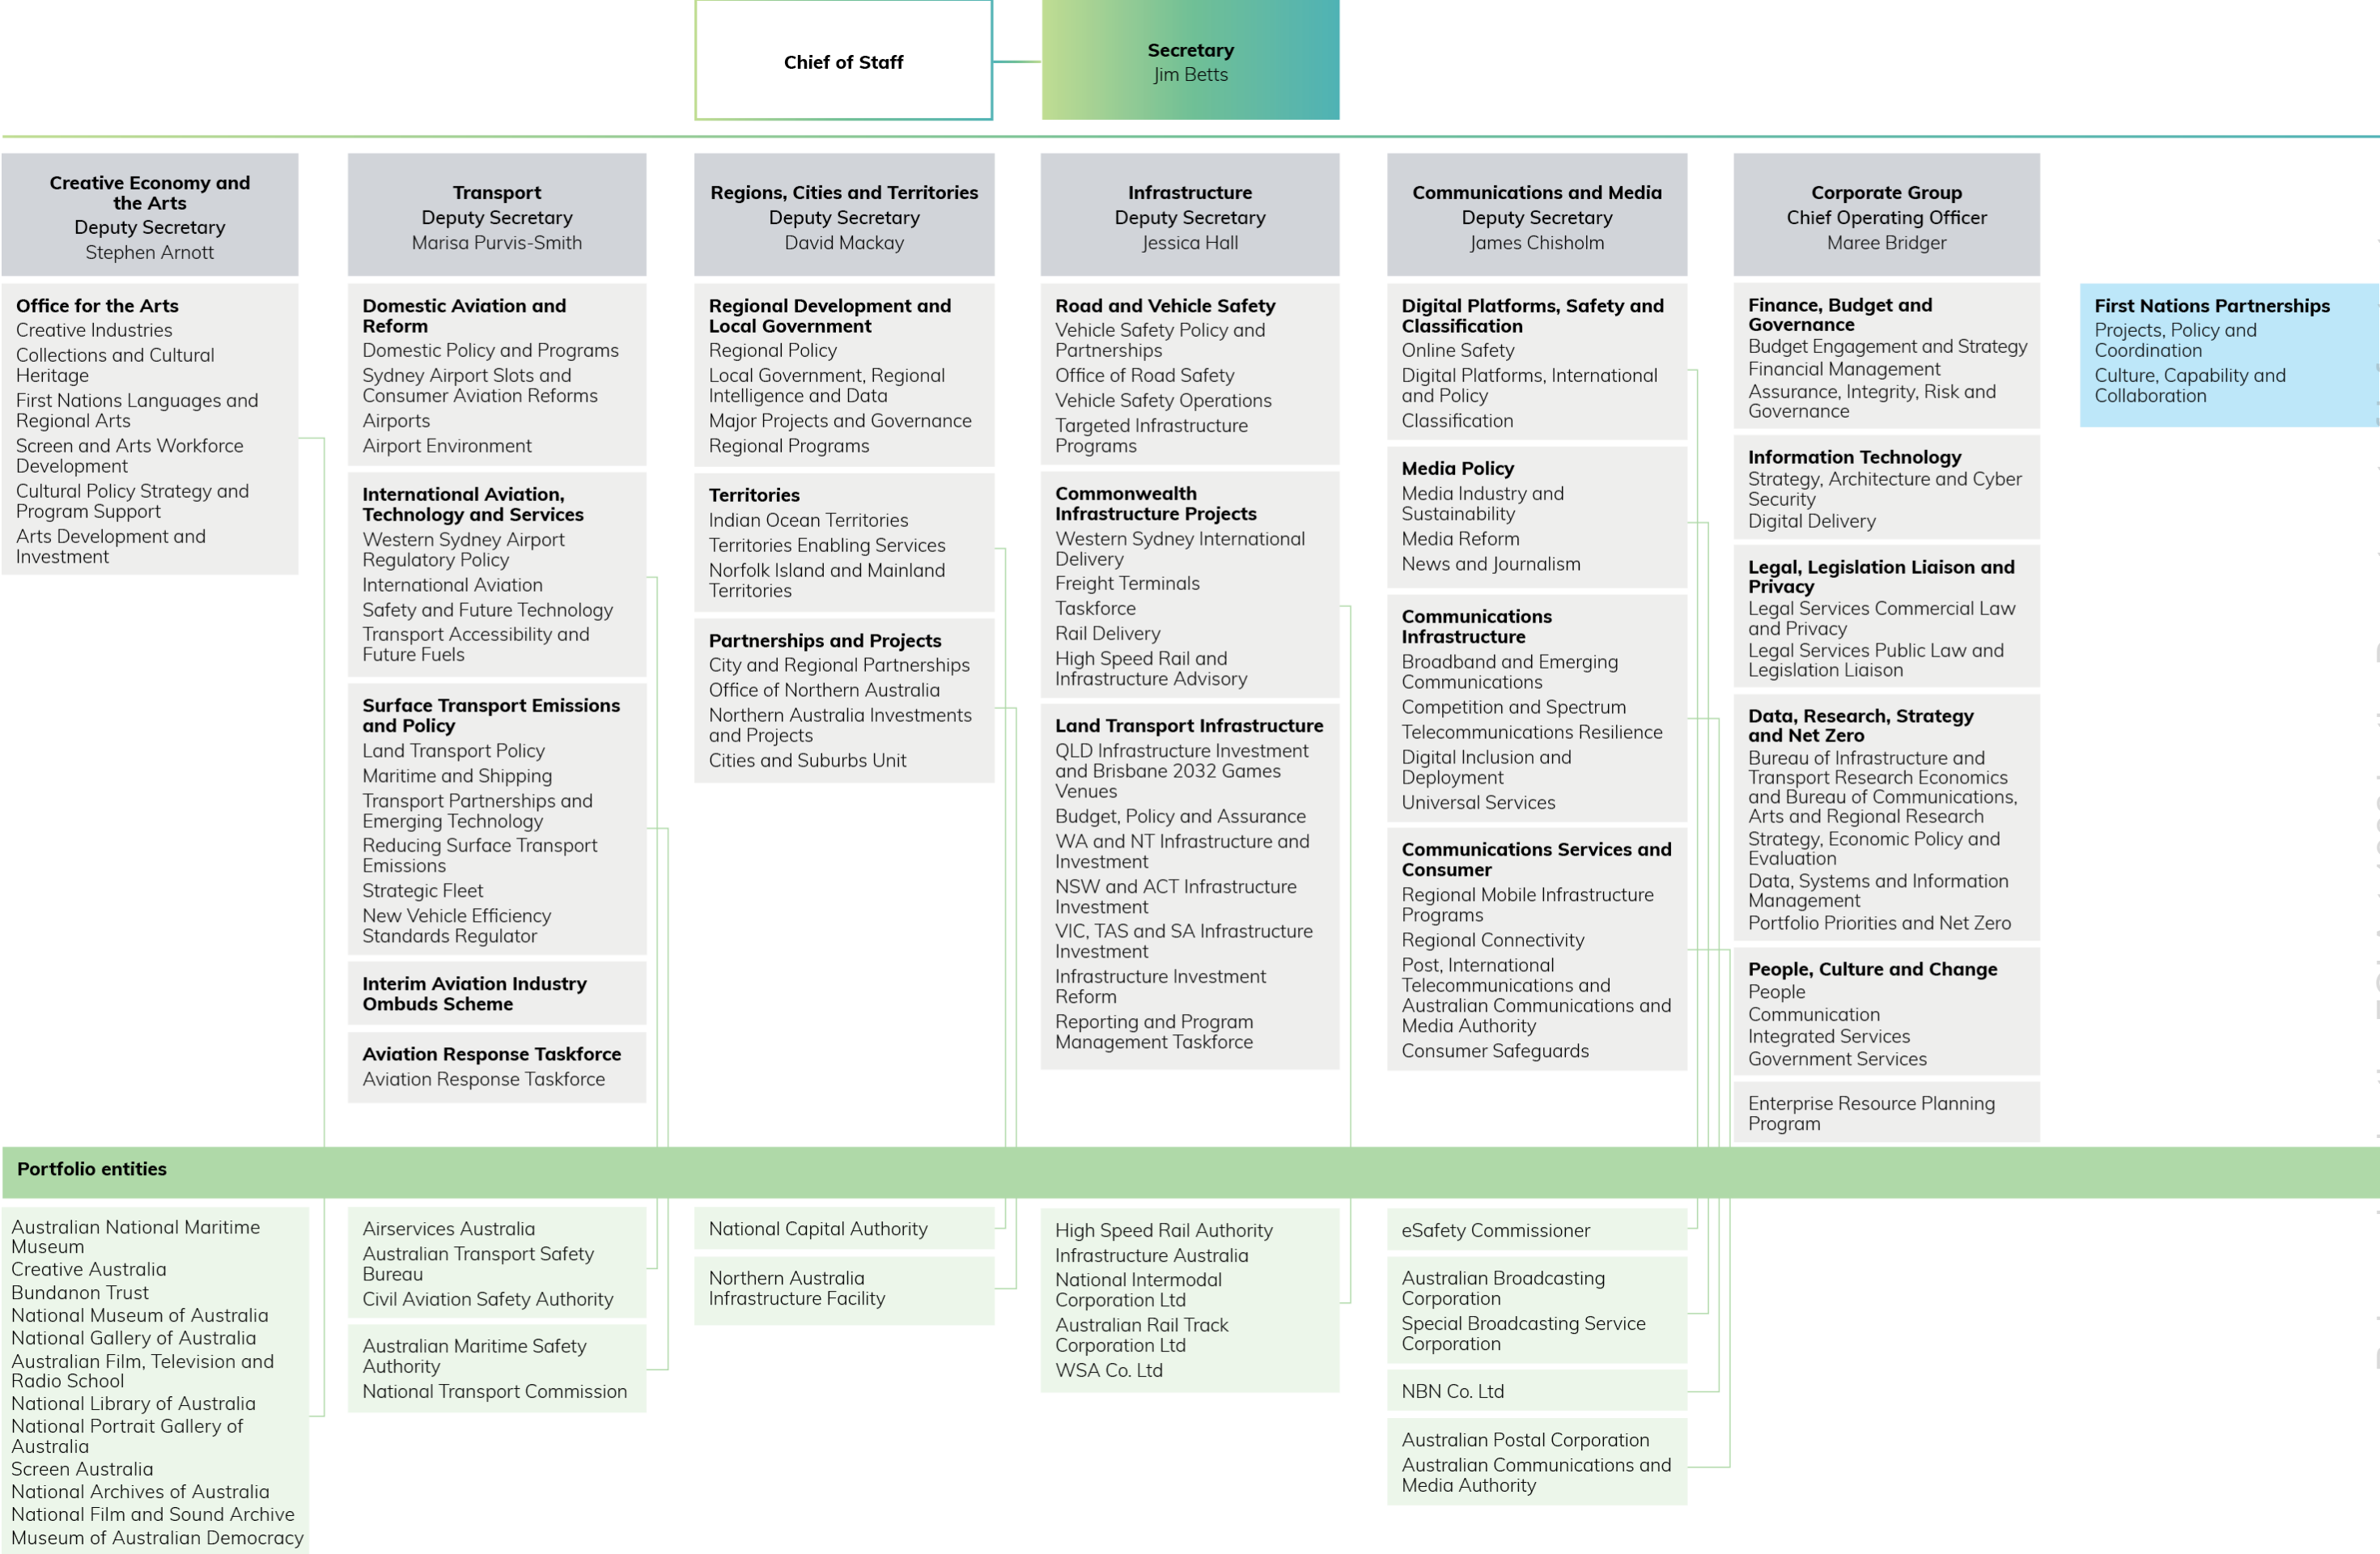 Chief of Staff
Secretary
Jim Betts
Creative Economy and
the Arts
Deputy Secretary
Stephen Arnott
Transport
Deputy Secretary
Marisa Purvis-Smith
Regions, Cities and Territories
Deputy Secretary
David Mackay
Infrastructure
Deputy Secretary
Jessica Hall
Communications and Media
Deputy Secretary
James Chisholm
Corporate Group
Chief Operating Officer
Maree Bridger
Office for the Arts
Creative Industries
Collections and Cultural
Heritage
First Nations Languages and
Regional Arts
Screen and Arts Workforce
Development
Cultural Policy Strategy and
Program Support
Arts Development and
Investment
Domestic Aviation and
Reform
Domestic Policy and Programs
Sydney Airport Slots and
Consumer Aviation Reforms
Airports
Airport Environment
International Aviation,
Technology and Services
Western Sydney Airport
Regulatory Policy
International Aviation
Safety and Future Technology
Transport Accessibility and
Future Fuels
Surface Transport Emissions
and Policy
Land Transport Policy
Maritime and Shipping
Transport Partnerships and
Emerging Technology
Reducing Surface Transport
Emissions
Strategic Fleet
New Vehicle Efficiency
Standards Regulator
Interim Aviation Industry
Ombuds Scheme
Aviation Response Taskforce
Aviation Response Taskforce
Regional Development and
Local Government
Regional Policy
Local Government, Regional
Intelligence and Data
Major Projects and Governance
Regional Programs
Territories
Indian Ocean Territories
Territories Enabling Services
Norfolk Island and Mainland
Territories
Partnerships and Projects
City and Regional Partnerships
Office of Northern Australia
Northern Australia Investments
and Projects
Cities and Suburbs Unit
Road and Vehicle Safety
Vehicle Safety Policy and
Partnerships
Office of Road Safety
Vehicle Safety Operations
Targeted Infrastructure
Programs
Commonwealth
Infrastructure Projects
Western Sydney International
Delivery
Freight Terminals
Taskforce
Rail Delivery
High Speed Rail and
Infrastructure Advisory
Land Transport Infrastructure
QLD Infrastructure Investment
and Brisbane 2032 Games
Venues
Budget, Policy and Assurance
WA and NT Infrastructure and
Investment
NSW and ACT Infrastructure
Investment
VIC, TAS and SA Infrastructure
Investment
Infrastructure Investment
Reform
Reporting and Program
Management Taskforce
Digital Platforms, Safety and
Classification
Online Safety
Digital Platforms, International
and Policy
Classification
Media Policy
Media Industry and
Sustainability
Media Reform
News and Journalism
Communications
Infrastructure
Broadband and Emerging
Communications
Competition and Spectrum
Telecommunications Resilience
Digital Inclusion and
Deployment
Universal Services
Communications Services and
Consumer
Regional Mobile Infrastructure
Programs
Regional Connectivity
Post, International
Telecommunications and
Australian Communications and
Media Authority
Consumer Safeguards
Finance, Budget and
Governance
Budget Engagement and Strategy
Financial Management
Assurance, Integrity, Risk and
Governance
Information Technology
Strategy, Architecture and Cyber
Security
Digital Delivery
Legal, Legislation Liaison and
Privacy
Legal Services Commercial Law
and Privacy
Legal Services Public Law and
Legislation Liaison
Data, Research, Strategy
and Net Zero
Bureau of Infrastructure and
Transport Research Economics
and Bureau of Communications,
Arts and Regional Research
Strategy, Economic Policy and
Evaluation
Data, Systems and Information
Management
Portfolio Priorities and Net Zero
People, Culture and Change
People
Communication
Integrated Services
Government Services
Enterprise Resource Planning
Program
First Nations Partnerships
Projects, Policy and
Coordination
Culture, Capability and
Collaboration
Portfolio entities
Australian National Maritime
Museum
Creative Australia
Bundanon Trust
National Museum of Australia
National Gallery of Australia
Australian Film, Television and
Radio School
National Library of Australia
National Portrait Gallery of
Australia
Screen Australia
National Archives of Australia
National Film and Sound Archive
Museum of Australian Democracy
Airservices Australia
Australian Transport Safety
Bureau
Civil Aviation Safety Authority
Australian Maritime Safety
Authority
National Transport Commission
National Capital Authority
Northern Australia
Infrastructure Facility
High Speed Rail Authority
Infrastructure Australia
National Intermodal
Corporation Ltd
Australian Rail Track
Corporation Ltd
WSA Co. Ltd
eSafety Commissioner
Australian Broadcasting
Corporation
Special Broadcasting Service
Corporation
NBN Co. Ltd
Australian Postal Corporation
Australian Communications and
Media Authority